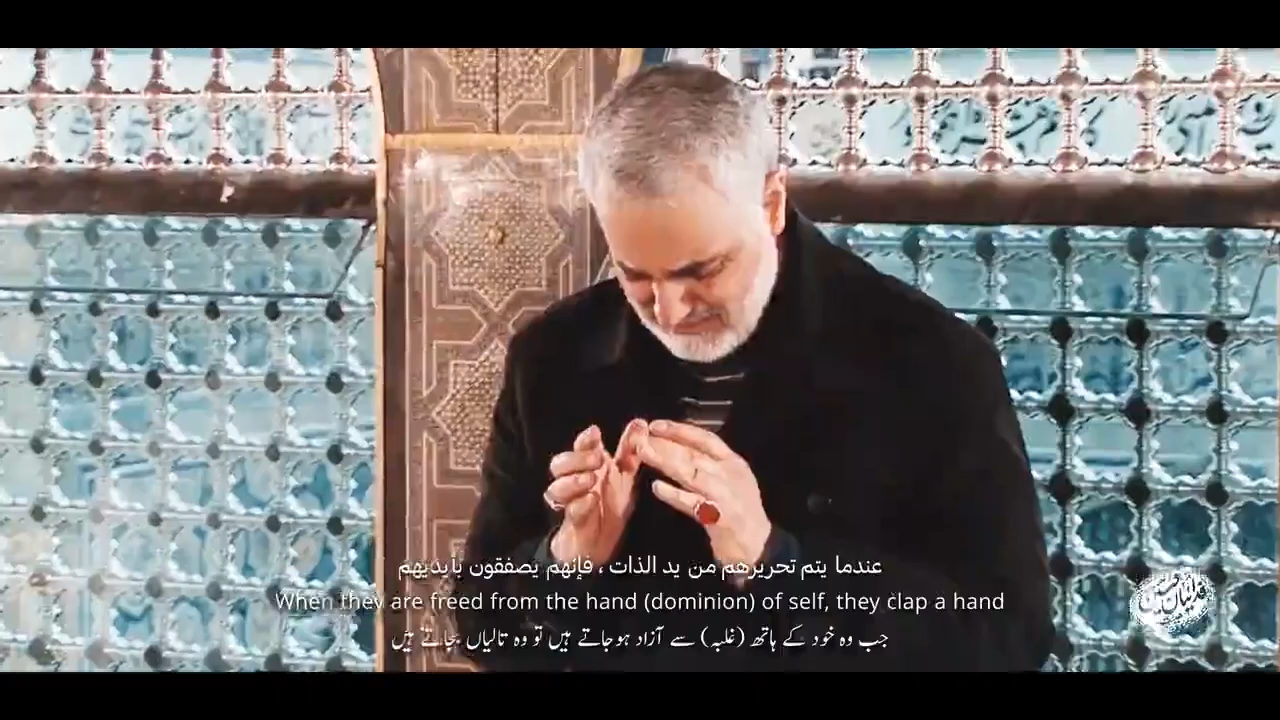 عندما يتم تحريرهم من يد الذات ، فإنهم يصفقون بأيديهم
When they are freed from the hand (dominion) of self, they clap a hand
جب وہ خود کے ہاتھ (غلبہ) سے آزاد ہوجاتے ہیں تو وہ تالیاں بجاتے ہیں